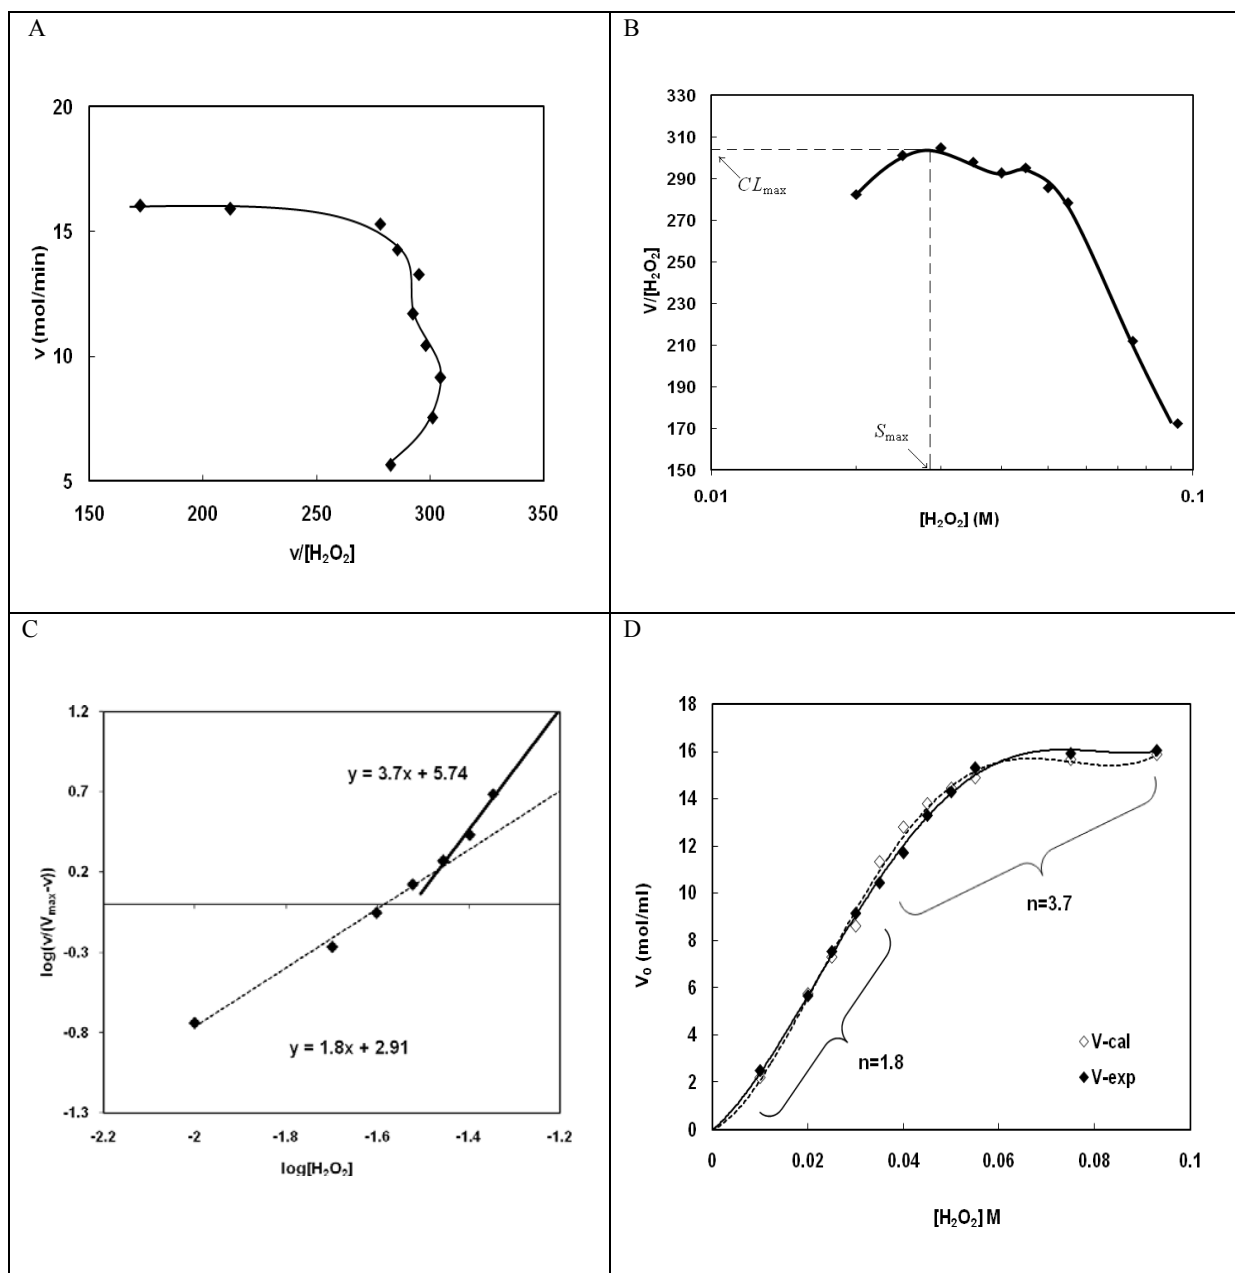 A
20
15
10
5
v (mol/min)
150 200 250 300 350
v/[H₂O₂]
B
330
310
290
270
250
230
210
190
170
150
V/[H₂O₂]
CLmax
Smax
0.01 0.1
[H₂O₂] (M)
C
1.2
0.7
0.2
-0.3
-0.8
-1.3
log(v/(Vmax-v))
y = 3.7x + 5.74
y = 1.8x + 2.91
-2.2 -2 -1.8 -1.6 -1.4 -1.2
log[H₂O₂]
D
18
16
14
12
10
8
6
4
2
0
V₀ (mol/ml)
n=3.7
n=1.8
V-cal
V-exp
0 0.02 0.04 0.06 0.08 0.1
[H₂O₂] M